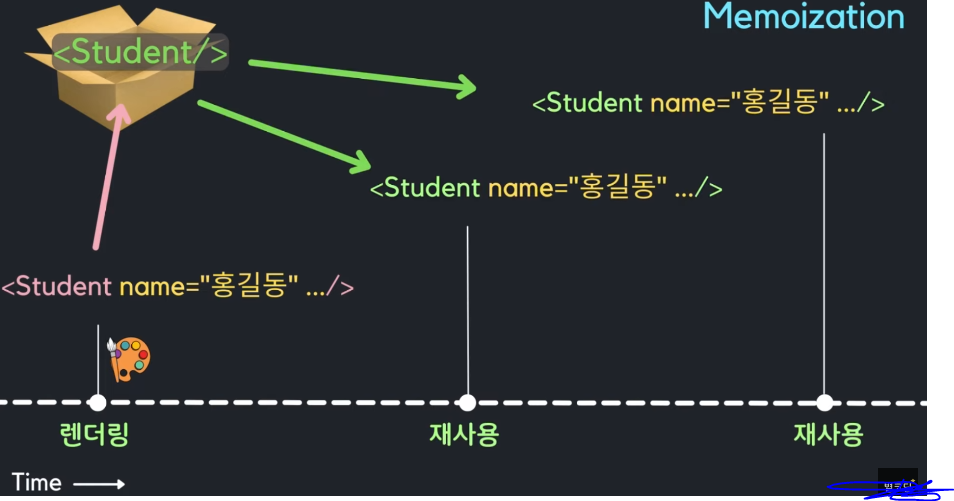 Memoization
<Student/>
<Student name="홍길동" .../>
<Student name="홍길동" .../>
<Student name="홍길동" .../>
렌더링
재사용
재사용
Time